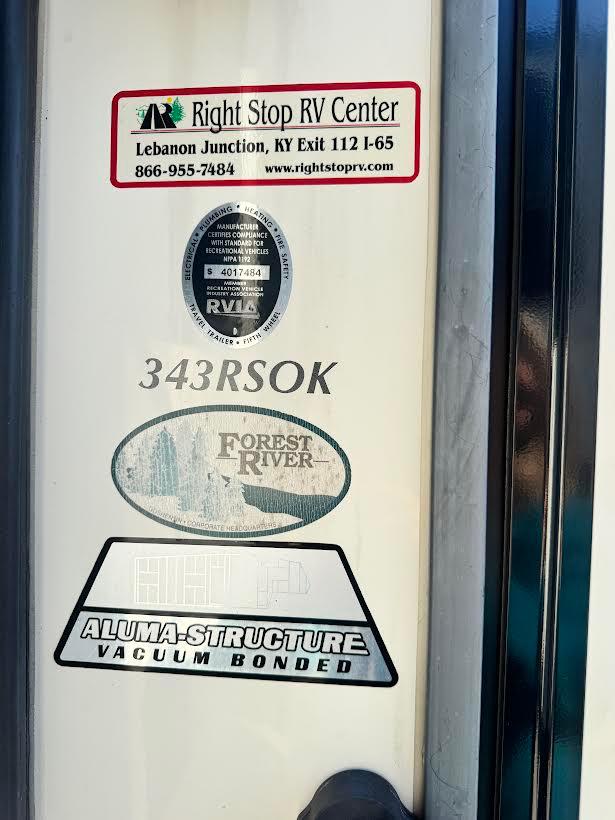 Right Stop RV Center
Lebanon Junction, KY Exit 112 I-65
866-955-7484 www.rightstoprv.com
ELECTRICAL • PLUMBING • HEATING • FIRE SAFETY
MANUFACTURER
CERTIFIES COMPLIANCE
WITH STANDARD FOR
RECREATIONAL VEHICLES
NFPA 1192
S 4017484
MEMBER
RECREATION VEHICLE
INDUSTRY ASSOCIATION
RVIA
D
TRAVEL TRAILER • FIFTH WHEEL
343RSOK
FOREST
RIVER
CORPORATE HEADQUARTERS
ALUMA-STRUCTURE
VACUUM BONDED